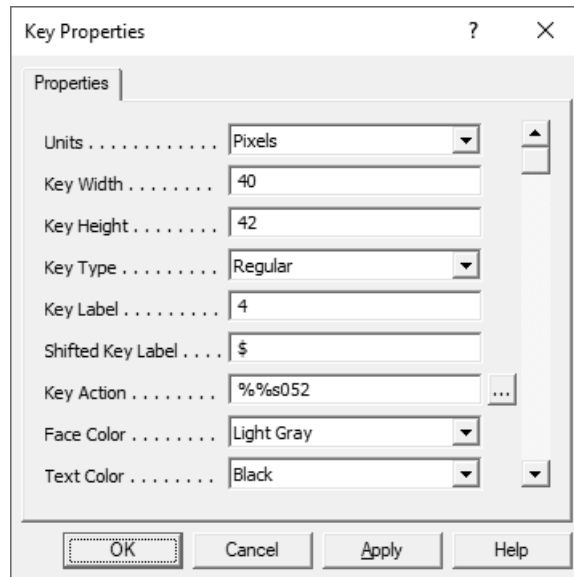 Key Properties ? X
Properties
Units . . . . . . . . . . . . Pixels
Key Width . . . . . . . . 40
Key Height . . . . . . . . 42
Key Type . . . . . . . . . Regular
Key Label . . . . . . . . . 4
Shifted Key Label . . . . $
Key Action . . . . . . . . %%s052 ...
Face Color . . . . . . . . Light Gray
Text Color . . . . . . . . Black
OK Cancel Apply Help